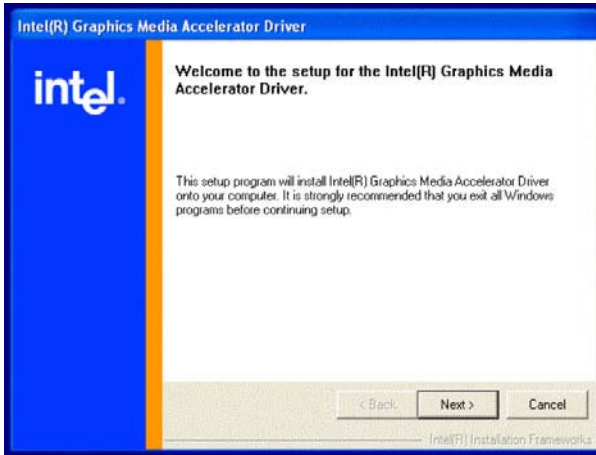 Intel(R) Graphics Media Accelerator Driver
intel.
Welcome to the setup for the Intel(R) Graphics Media
Accelerator Driver.
This setup program will install Intel(R) Graphics Media Accelerator Driver
onto your computer. It is strongly recommended that you exit all Windows
programs before continuing setup.
< Back Next > Cancel
Intel(R) Installation Frameworks